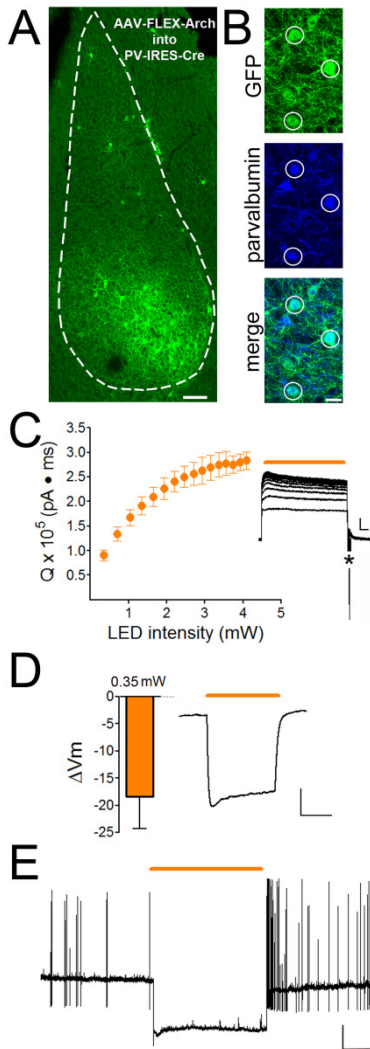 A
AAV-FLEX-Arch
into
PV-IRES-Cre
B
GFP
parvalbumin
merge
C
Q x 10⁵ (pA • ms)
3.5
3.0
2.5
2.0
1.5
1.0
0.5
1 2 3 4 5
LED intensity (mW)
*
D
0.35 mW
ΔVm
0
-5
-10
-15
-20
-25
E